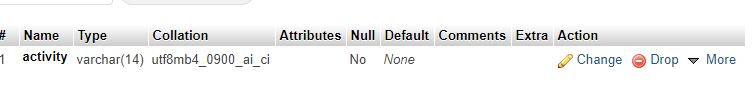 # Name Type Collation Attributes Null Default Comments Extra Action
1 activity varchar(14) utf8mb4_0900_ai_ci No None Change Drop More